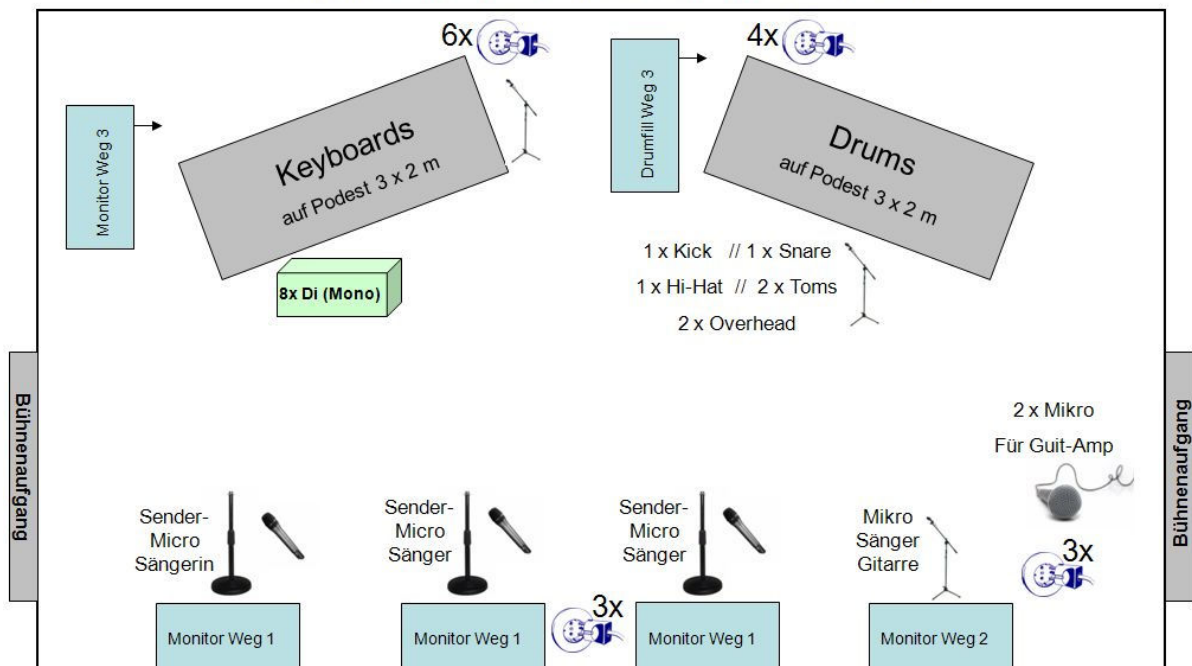 6x
4x
Monitor Weg 3
Keyboards
auf Podest 3 x 2 m
Drumfill Weg 3
Drums
auf Podest 3 x 2 m
8x Di (Mono)
1 x Kick // 1 x Snare
1 x Hi-Hat // 2 x Toms
2 x Overhead
Bühnenaufgang
Bühnenaufgang
2 x Mikro
Für Guit-Amp
Sender-
Micro
Sängerin
Sender-
Micro
Sänger
Sender-
Micro
Sänger
Mikro
Sänger
Gitarre
3x
3x
Monitor Weg 1
Monitor Weg 1
Monitor Weg 1
Monitor Weg 2